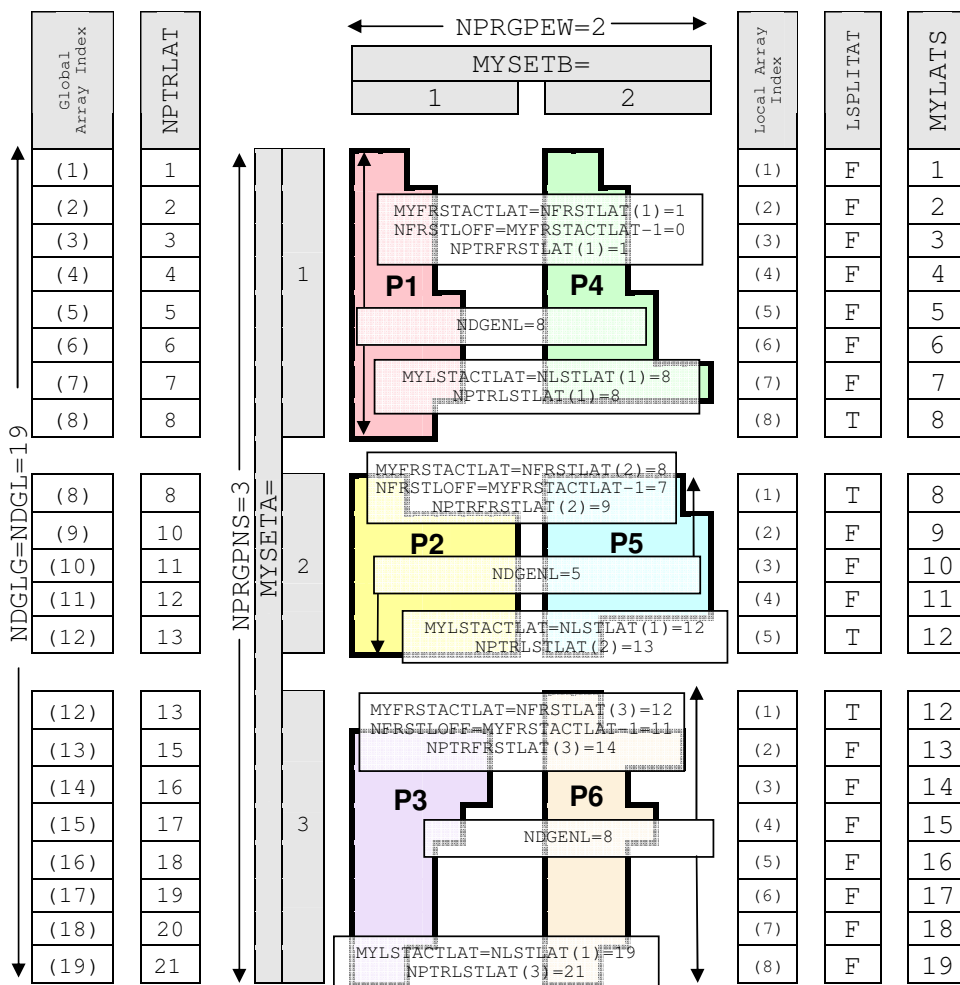 NPRGPEW=2
MYSETB=
1 2
Global Array Index
NPTRLAT
Local Array Index
LSPLITAT
MYLATS
NDGLG=NDGL=19
NPRGPNS=3
MYSETA=
(1) 1 (1) F 1
(2) 2 (2) F 2
(3) 3 (3) F 3
(4) 4 (4) F 4
(5) 5 (5) F 5
(6) 6 (6) F 6
(7) 7 (7) F 7
(8) 8 (8) T 8
1
MYFRSTACTLAT=NFRSTLAT(1)=1
NFRSTLOFF=MYFRSTACTLAT-1=0
NPTRFRSTLAT(1)=1
P1 P4
NDGENL=8
MYLSTACTLAT=NLSTLAT(1)=8
NPTRLSTLAT(1)=8
(8) 8 (1) T 8
(9) 10 (2) F 9
(10) 11 (3) F 10
(11) 12 (4) F 11
(12) 13 (5) T 12
2
MYFRSTACTLAT=NFRSTLAT(2)=8
NFRSTLOFF=MYFRSTACTLAT-1=7
NPTRFRSTLAT(2)=9
P2 P5
NDGENL=5
MYLSTACTLAT=NLSTLAT(1)=12
NPTRLSTLAT(2)=13
(12) 13 (1) T 12
(13) 15 (2) F 13
(14) 16 (3) F 14
(15) 17 (4) F 15
(16) 18 (5) F 16
(17) 19 (6) F 17
(18) 20 (7) F 18
(19) 21 (8) F 19
3
MYFRSTACTLAT=NFRSTLAT(3)=12
NFRSTLOFF=MYFRSTACTLAT-1=11
NPTRFRSTLAT(3)=14
P3 P6
NDGENL=8
MYLSTACTLAT=NLSTLAT(1)=19
NPTRLSTLAT(3)=21